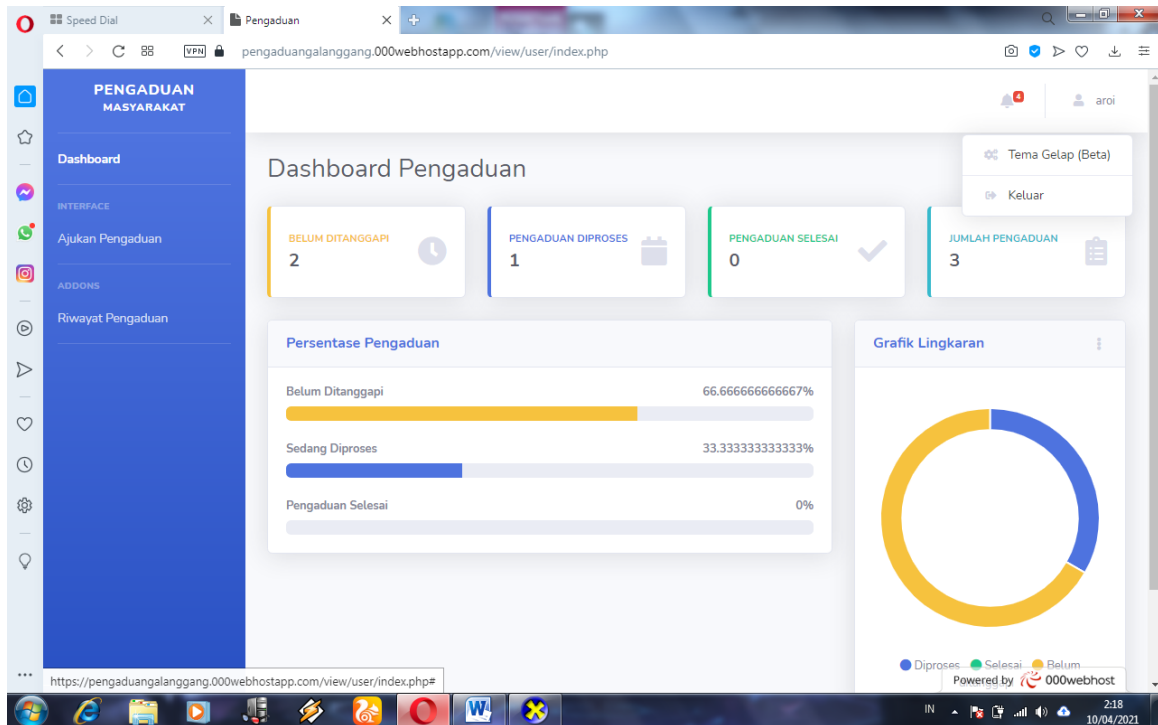 Speed Dial
Pengaduan
VPN
pengaduangalanggang.000webhostapp.com/view/user/index.php
PENGADUAN
MASYARAKAT
4
aroi
Dashboard
INTERFACE
Ajukan Pengaduan
ADDONS
Riwayat Pengaduan
Tema Gelap (Beta)
Keluar
Dashboard Pengaduan
BELUM DITANGGAPI
2
PENGADUAN DIPROSES
1
PENGADUAN SELESAI
0
JUMLAH PENGADUAN
3
Persentase Pengaduan
Belum Ditanggapi 66.666666666667%
Sedang Diproses 33.333333333333%
Pengaduan Selesai 0%
Grafik Lingkaran
Diproses Selesai Belum
Powered by 000webhost
https://pengaduangalanggang.000webhostapp.com/view/user/index.php#
IN
2:18
10/04/2021